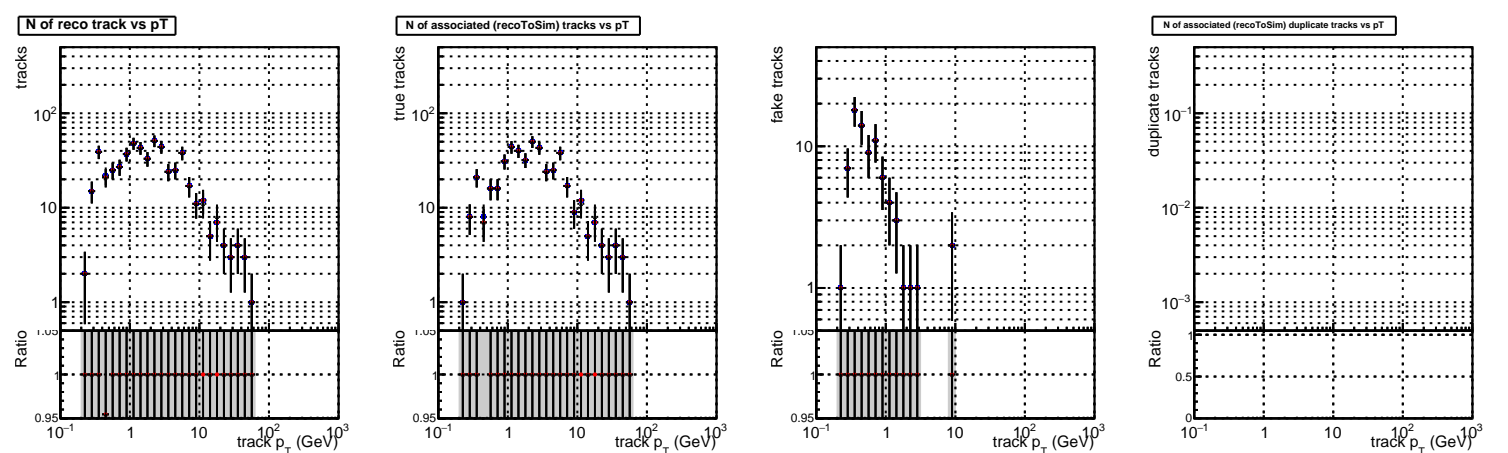 N of reco track vs pT
tracks
10²
10
1
1.05
Ratio
1
0.95
10⁻¹ 1 10 10² 10³
track p_T (GeV)
N of associated (recoToSim) tracks vs pT
true tracks
10²
10
1
1.05
Ratio
1
0.95
10⁻¹ 1 10 10² 10³
track p_T (GeV)
fake tracks
10
1
1.05
Ratio
1
0.95
10⁻¹ 1 10 10² 10³
track p_T (GeV)
N of associated (recoToSim) duplicate tracks vs pT
duplicate tracks
10⁻¹
10⁻²
10⁻³
Ratio
1
0.5
0
10⁻¹ 1 10 10² 10³
track p_T (GeV)